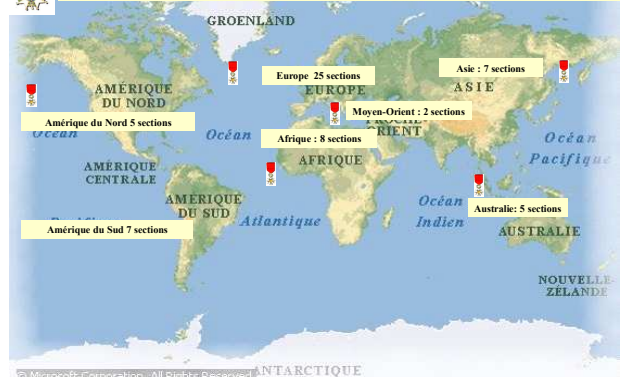 GROENLAND
Asie : 7 sections
Europe 25 sections
ASIE
EUROPE
AMÉRIQUE
DU NORD
Moyen-Orient : 2 sections
PROCHE-
ORIENT
Amérique du Nord 5 sections
Océan
Océan
Afrique : 8 sections
Océan
Pacifique
AFRIQUE
AMÉRIQUE
CENTRALE
AMÉRIQUE
DU SUD
Océan
Indien
Australie: 5 sections
Atlantique
Amérique du Sud 7 sections
AUSTRALIE
NOUVELLE-
ZÉLANDE
ANTARCTIQUE
© Microsoft Corporation. All Rights Reserved.